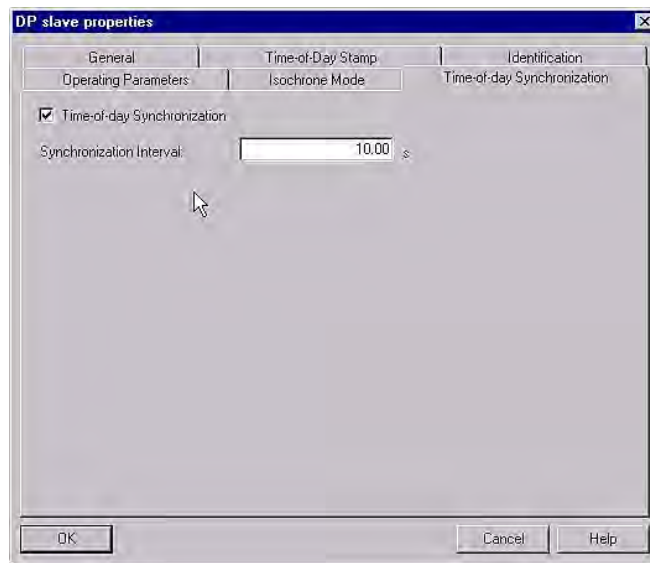 DP slave properties
General Time-of-Day Stamp Identification
Operating Parameters Isochrone Mode Time-of-day Synchronization
Time-of-day Synchronization
Synchronization Interval: 10.00 s
OK Cancel Help